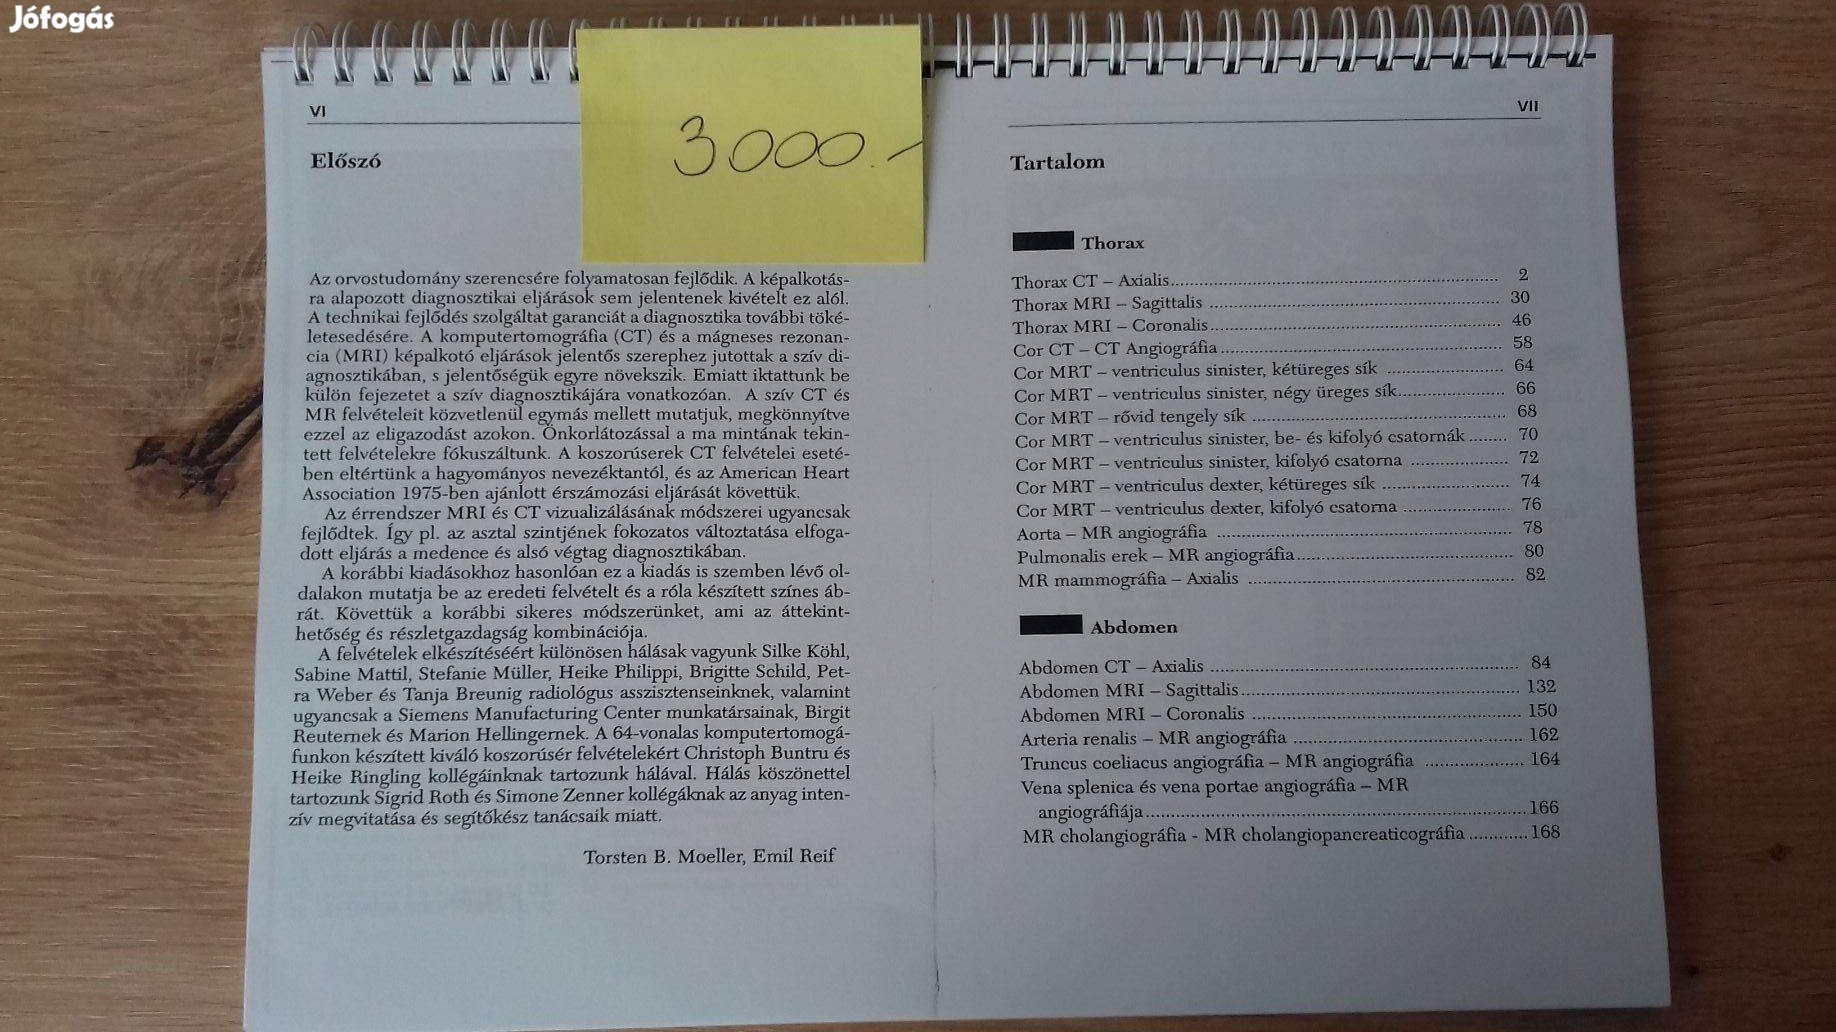 Jófogás
3000.-
VI
Előszó
Az orvostudomány szerencsére folyamatosan fejlődik. A képalkotás-
ra alapozott diagnosztikai eljárások sem jelentenek kivételt ez alól.
A technikai fejlődés szolgáltat garanciát a diagnosztika további töké-
letesedésére. A komputertomográfia (CT) és a mágneses rezonan-
cia (MRI) képalkotó eljárások jelentős szerephez jutottak a szív di-
agnosztikában, s jelentőségük egyre növekszik. Emiatt iktattunk be
külön fejezetet a szív diagnosztikájára vonatkozóan. A szív CT és
MR felvételeit közvetlenül egymás mellett mutatjuk, megkönnyítve
ezzel az eligazodást azokon. Önkorlátozással a ma mintának tekin-
tett felvételekre fókuszáltunk. A koszorúserek CT felvételei eseté-
ben eltértünk a hagyományos nevezéktantól, és az American Heart
Association 1975-ben ajánlott érszámozási eljárását követtük.
Az érrendszer MRI és CT vizualizálásának módszerei ugyancsak
fejlődtek. Így pl. az asztal szintjének fokozatos változtatása elfoga-
dott eljárás a medence és alsó végtag diagnosztikában.
A korábbi kiadásokhoz hasonlóan ez a kiadás is szemben lévő ol-
dalakon mutatja be az eredeti felvételt és a róla készített színes áb-
rát. Követtük a korábbi sikeres módszerünket, ami az áttekint-
hetőség és részletgazdagság kombinációja.
A felvételek elkészítéséért különösen hálásak vagyunk Silke Köhl,
Sabine Mattil, Stefanie Müller, Heike Philippi, Brigitte Schild, Pet-
ra Weber és Tanja Breunig radiológus asszisztenseinknek, valamint
ugyancsak a Siemens Manufacturing Center munkatársainak, Birgit
Reuternek és Marion Hellingernek. A 64-vonalas komputertomográ-
funkon készített kiváló koszorúsér felvételekért Christoph Buntru és
Heike Ringling kollégáinknak tartozunk hálával. Hálás köszönettel
tartozunk Sigrid Roth és Simone Zenner kollégáknak az anyag inten-
zív megvitatása és segítőkész tanácsaik miatt.
Torsten B. Moeller, Emil Reif
VII
Tartalom
Thorax
Thorax CT – Axialis 2
Thorax MRI – Sagittalis 30
Thorax MRI – Coronalis 46
Cor CT – CT Angiográfia 58
Cor MRT – ventriculus sinister, kétüreges sík 64
Cor MRT – ventriculus sinister, négy üreges sík 66
Cor MRT – rővid tengely sík 68
Cor MRT – ventriculus sinister, be- és kifolyó csatornák 70
Cor MRT – ventriculus sinister, kifolyó csatorna 72
Cor MRT – ventriculus dexter, kétüreges sík 74
Cor MRT – ventriculus dexter, kifolyó csatorna 76
Aorta – MR angiográfia 78
Pulmonalis erek – MR angiográfia 80
MR mammográfia – Axialis 82
Abdomen
Abdomen CT – Axialis 84
Abdomen MRI – Sagittalis 132
Abdomen MRI – Coronalis 150
Arteria renalis – MR angiográfia 162
Truncus coeliacus angiográfia – MR angiográfia 164
Vena splenica és vena portae angiográfia – MR
angiográfiája 166
MR cholangiográfia - MR cholangiopancreaticográfia 168